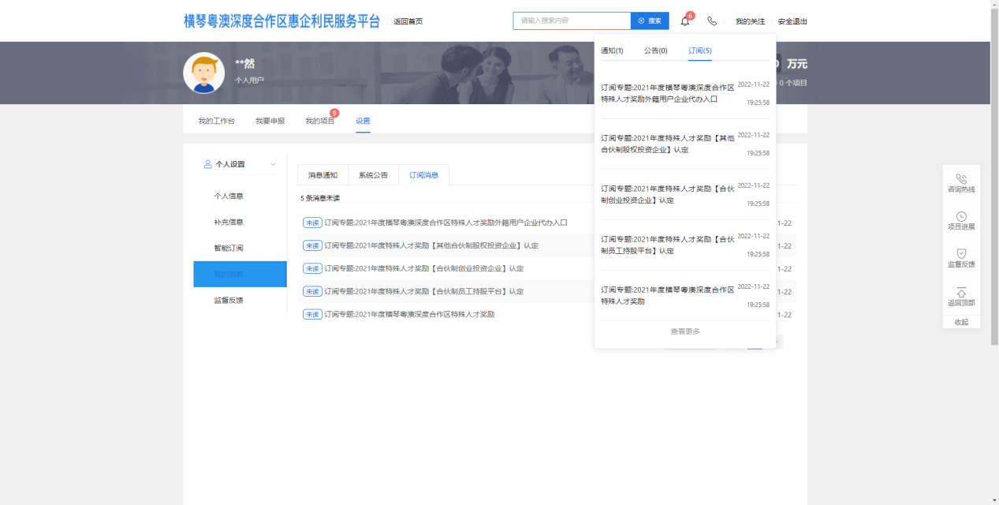 横琴粤澳深度合作区惠企利民服务平台
返回首页
请输入搜索内容
搜索
6
我的关注
安全退出
**然
个人用户
万元
0 个项目
通知(1)
公告(0)
订阅(5)
订阅专题:2021年度横琴粤澳深度合作区
特殊人才奖励外籍用户企业代办入口
2022-11-22
19:25:58
订阅专题:2021年度特殊人才奖励【其他
合伙制股权投资企业】认定
2022-11-22
19:25:58
订阅专题:2021年度特殊人才奖励【合伙
制创业投资企业】认定
2022-11-22
19:25:58
订阅专题:2021年度特殊人才奖励【合伙
制员工持股平台】认定
2022-11-22
19:25:58
订阅专题:2021年度横琴粤澳深度合作区
特殊人才奖励
2022-11-22
19:25:58
查看更多
我的工作台
我要申报
我的项目
9
设置
个人设置
个人信息
补充信息
智能订阅
我的消息
监督反馈
消息通知
系统公告
订阅消息
5 条消息未读
未读 订阅专题:2021年度横琴粤澳深度合作区特殊人才奖励外籍用户企业代办入口
1-22
未读 订阅专题:2021年度特殊人才奖励【其他合伙制股权投资企业】认定
1-22
未读 订阅专题:2021年度特殊人才奖励【合伙制创业投资企业】认定
1-22
未读 订阅专题:2021年度特殊人才奖励【合伙制员工持股平台】认定
1-22
未读 订阅专题:2021年度横琴粤澳深度合作区特殊人才奖励
1-22
咨询热线
项目进展
监督反馈
返回顶部
收起